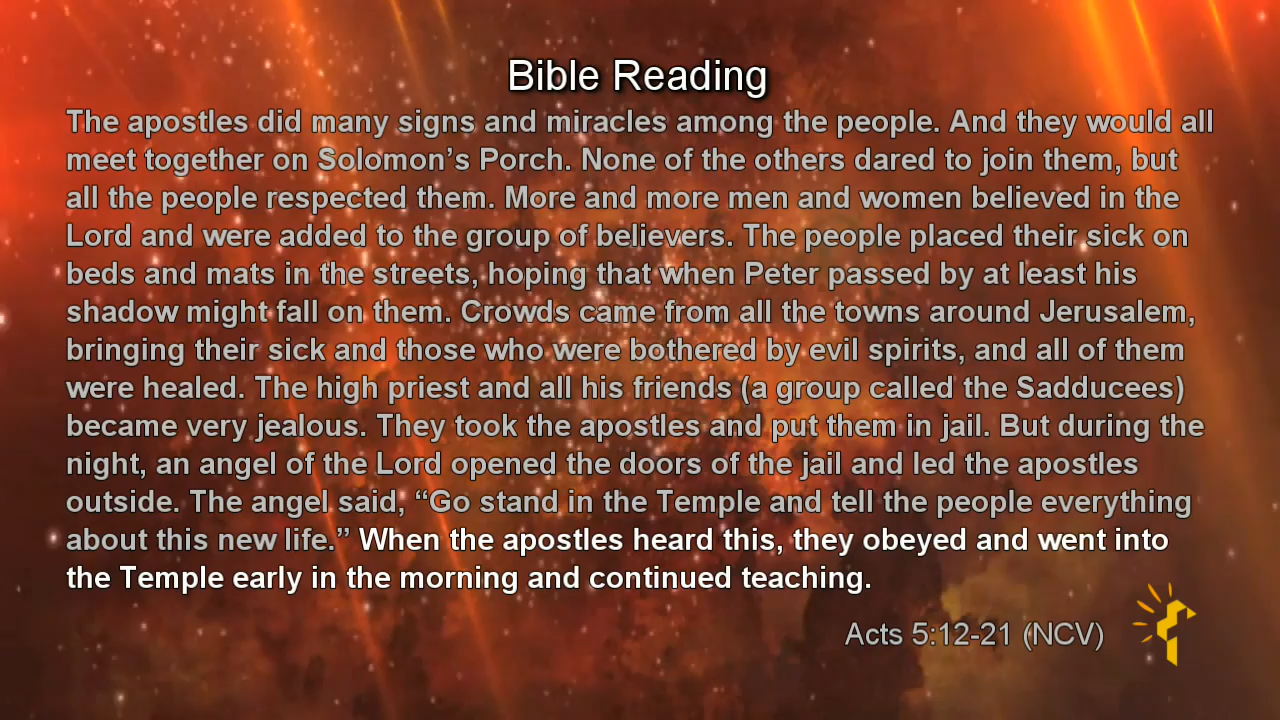 Bible Reading
The apostles did many signs and miracles among the people. And they would all
meet together on Solomon’s Porch. None of the others dared to join them, but
all the people respected them. More and more men and women believed in the
Lord and were added to the group of believers. The people placed their sick on
beds and mats in the streets, hoping that when Peter passed by at least his
shadow might fall on them. Crowds came from all the towns around Jerusalem,
bringing their sick and those who were bothered by evil spirits, and all of them
were healed. The high priest and all his friends (a group called the Sadducees)
became very jealous. They took the apostles and put them in jail. But during the
night, an angel of the Lord opened the doors of the jail and led the apostles
outside. The angel said, “Go stand in the Temple and tell the people everything
about this new life.” When the apostles heard this, they obeyed and went into
the Temple early in the morning and continued teaching.
Acts 5:12-21 (NCV)